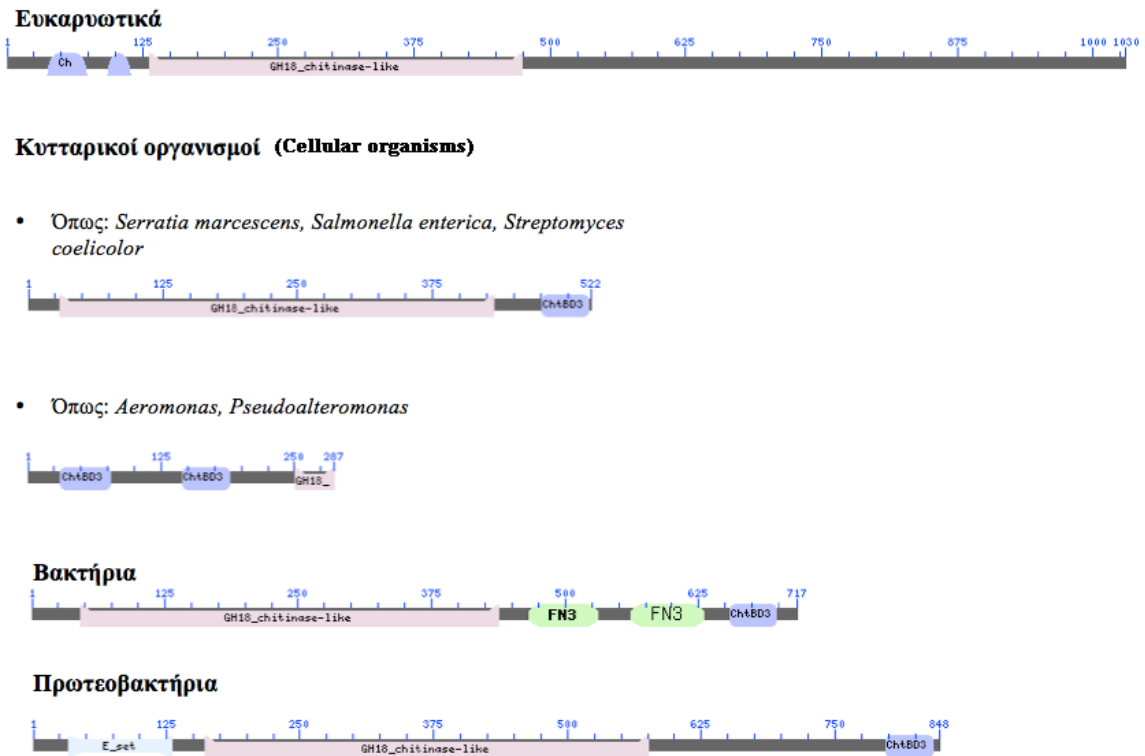 Ευκαρυωτικά
1 125 250 375 500 625 750 875 1000 1030
Ch GH18_chitinase-like
Κυτταρικοί οργανισμοί (Cellular organisms)
• Όπως: Serratia marcescens, Salmonella enterica, Streptomyces
coelicolor
1 125 250 375 522
GH18_chitinase-like ChtBD3
• Όπως: Aeromonas, Pseudoalteromonas
1 125 250 287
ChtBD3 ChtBD3 GH18_
Βακτήρια
1 125 250 375 500 625 717
GH18_chitinase-like FN3 FN3 ChtBD3
Πρωτεοβακτήρια
1 125 250 375 500 625 750 848
E_set GH18_chitinase-like ChtBD3